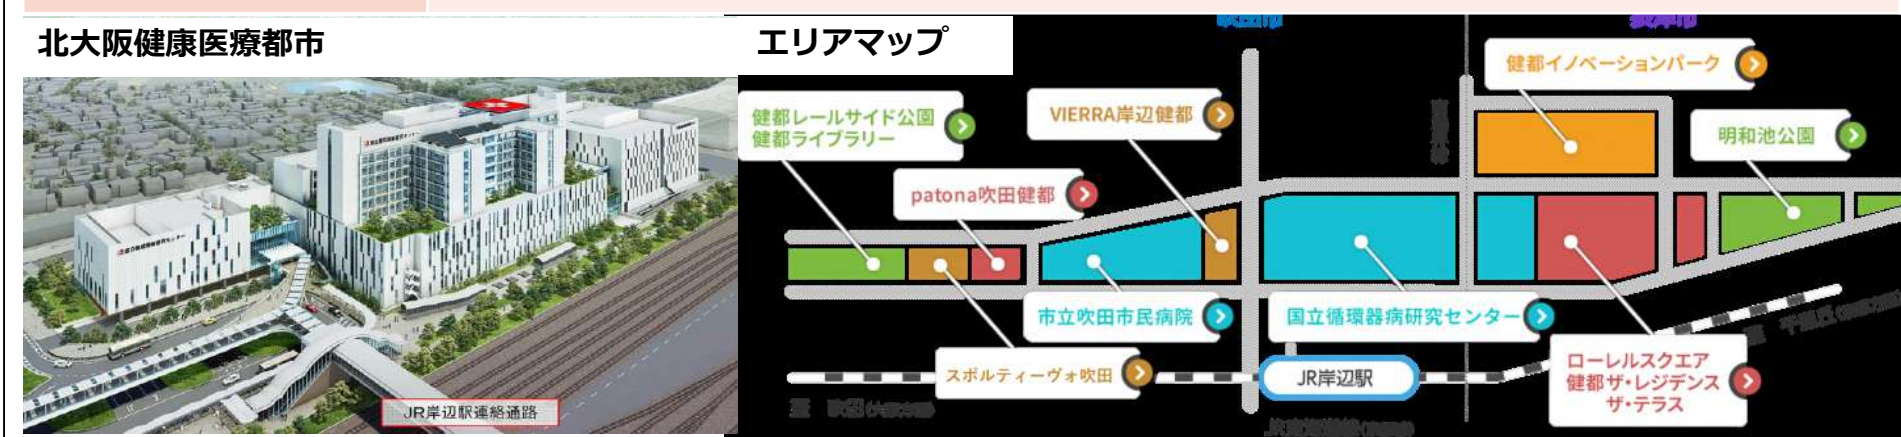 北大阪健康医療都市
エリアマップ
健都イノベーションパーク
健都レールサイド公園
健都ライブラリー
VIERRA岸辺健都
明和池公園
patona吹田健都
市立吹田市民病院
国立循環器病研究センター
スポルティーヴォ吹田
JR岸辺駅
ローレルスクエア
健都ザ・レジデンス
ザ・テラス
JR岸辺駅連絡通路